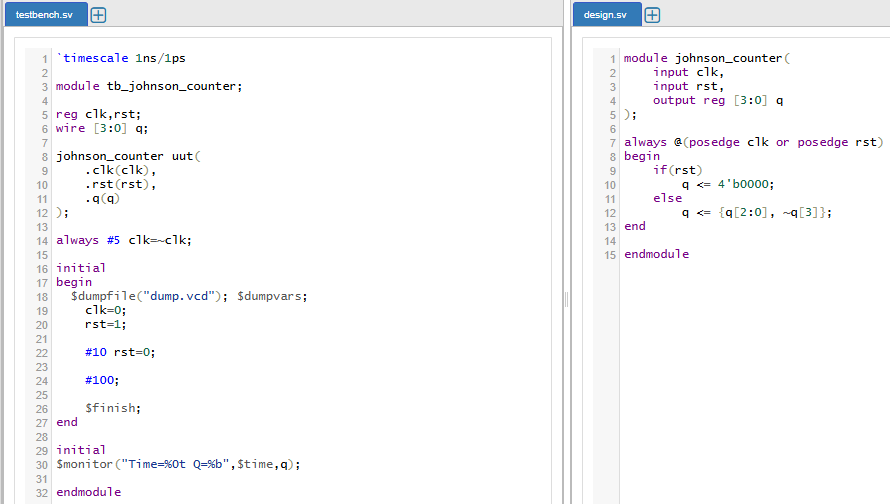 testbench.sv
1 `timescale 1ns/1ps
2
3 module tb_johnson_counter;
4
5 reg clk,rst;
6 wire [3:0] q;
7
8 johnson_counter uut(
9     .clk(clk),
10     .rst(rst),
11     .q(q)
12 );
13
14 always #5 clk=~clk;
15
16 initial
17 begin
18   $dumpfile("dump.vcd"); $dumpvars;
19     clk=0;
20     rst=1;
21
22     #10 rst=0;
23
24     #100;
25
26     $finish;
27 end
28
29 initial
30 $monitor("Time=%0t Q=%b",$time,q);
31
32 endmodule
design.sv
1 module johnson_counter(
2     input clk,
3     input rst,
4     output reg [3:0] q
5 );
6
7 always @(posedge clk or posedge rst)
8 begin
9     if(rst)
10         q <= 4'b0000;
11     else
12         q <= {q[2:0], ~q[3]};
13 end
14
15 endmodule